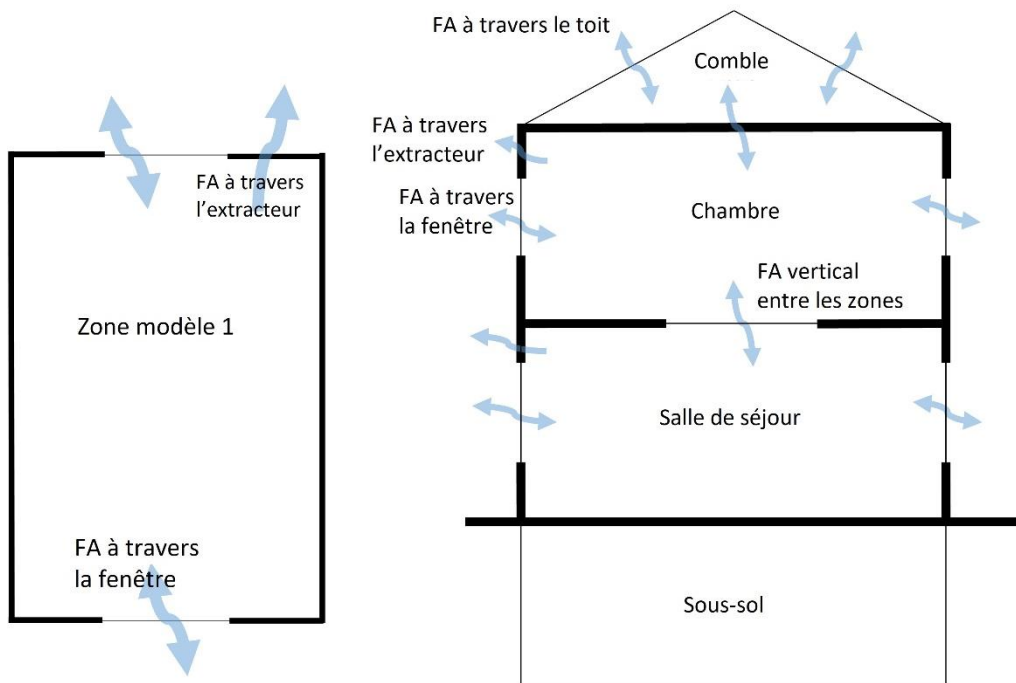 FA à travers
l'extracteur
Zone modèle 1
FA à travers
la fenêtre
FA à travers le toit
Comble
FA à travers
l'extracteur
FA à travers
la fenêtre
Chambre
FA vertical
entre les zones
Salle de séjour
Sous-sol